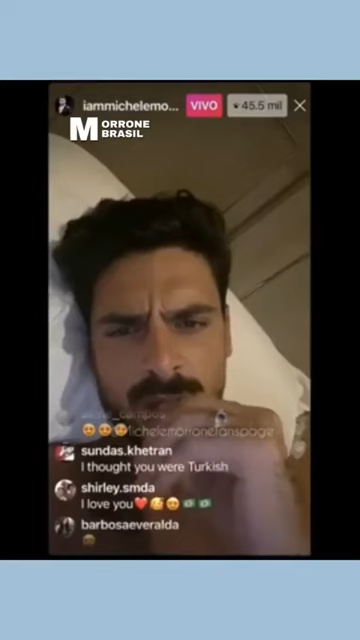 iammichelemo...
VIVO
45.5 mil
MORRONE
BRASIL
michelemorronefanspage
sundas.khetran
I thought you were Turkish
shirley.smda
I love you❤️😅😍💵💵
barbosaeveralda